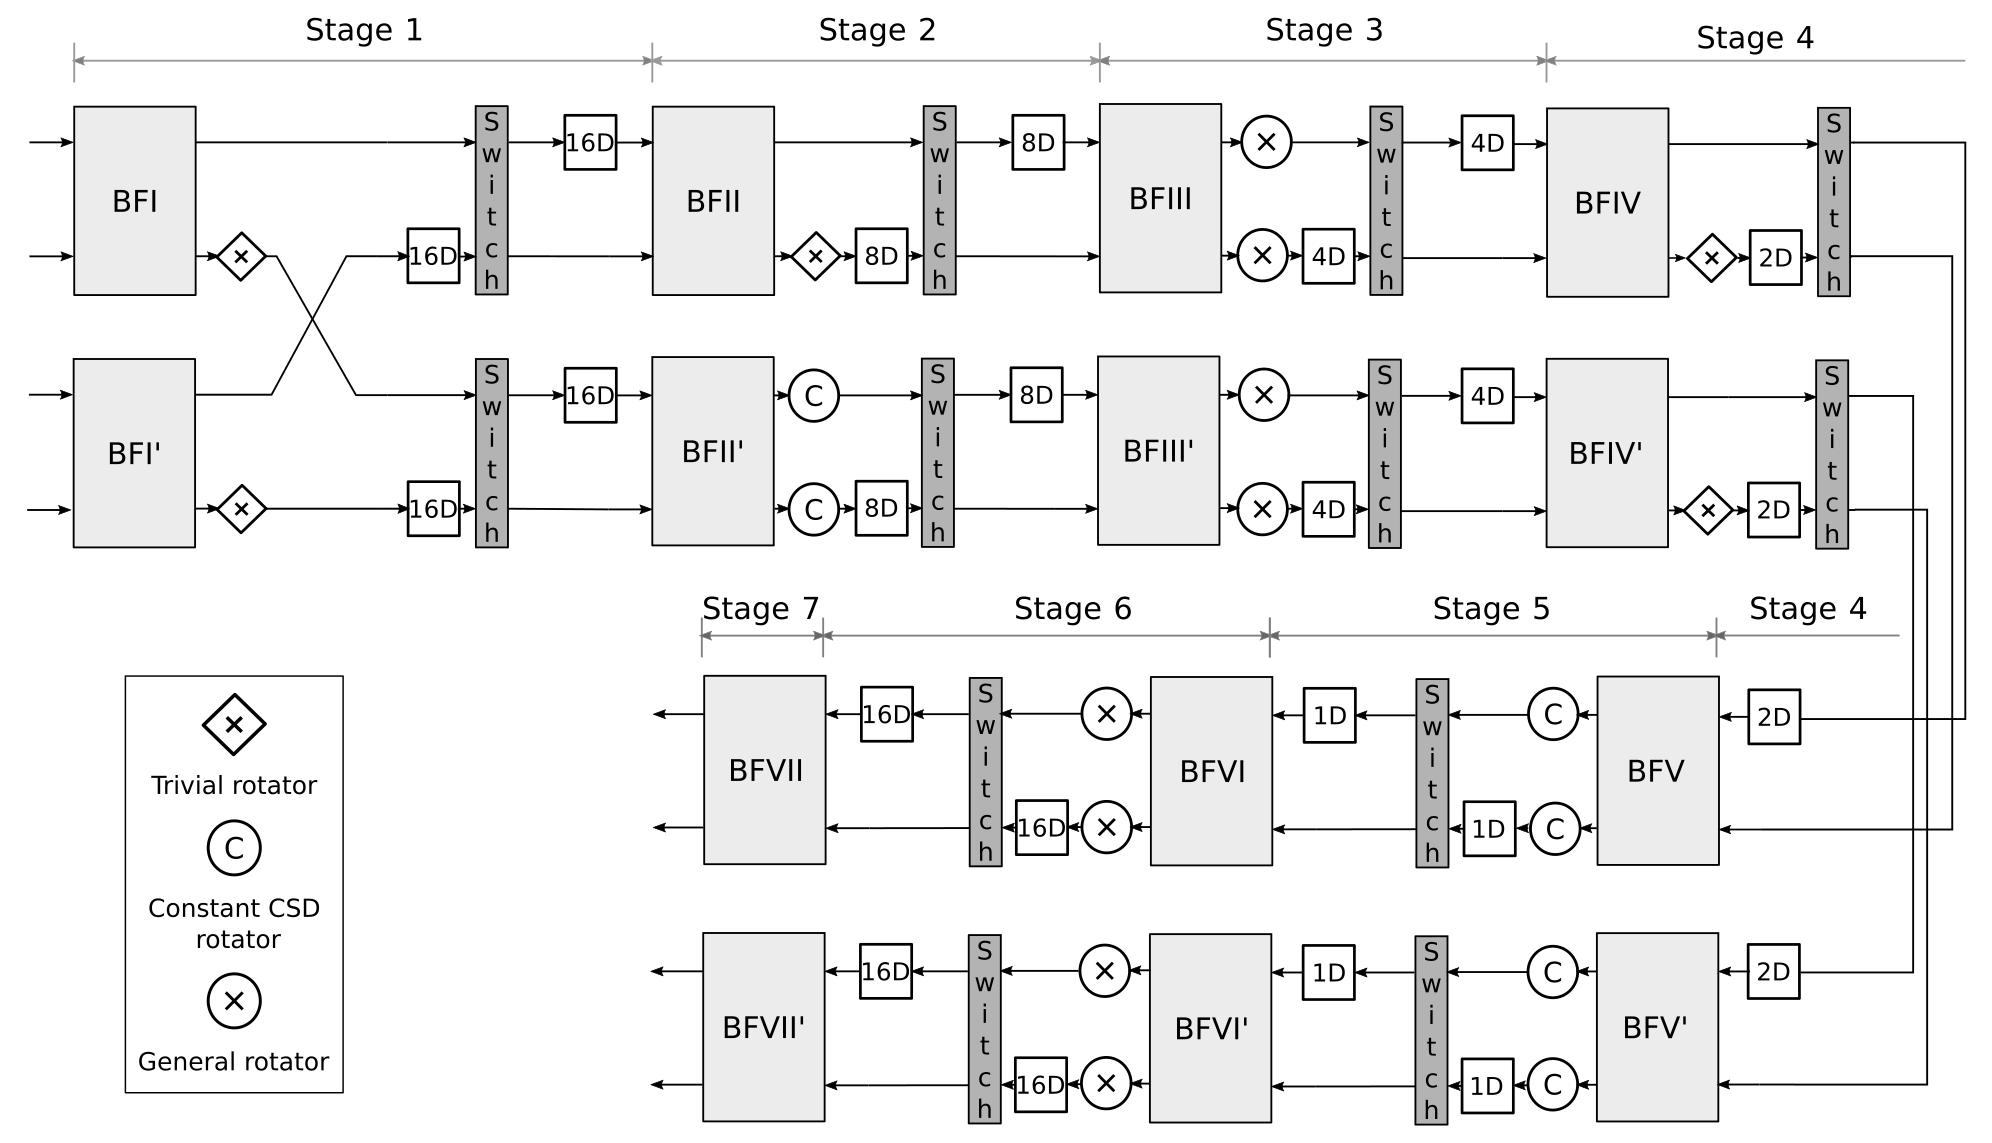 Stage 1
Stage 2
Stage 3
Stage 4
BFI
16D
Switch
16D
BFII
8D
Switch
8D
BFIII
4D
Switch
4D
BFIV
2D
Switch
BFI'
16D
Switch
16D
BFII'
C
C
8D
Switch
8D
BFIII'
4D
Switch
4D
BFIV'
2D
Switch
Stage 7
Stage 6
Stage 5
Stage 4
BFVII
16D
Switch
16D
BFVI
1D
Switch
1D
C
C
BFV
2D
BFVII'
16D
Switch
16D
BFVI'
1D
Switch
1D
C
C
BFV'
2D
Trivial rotator
C
Constant CSD
rotator
General rotator